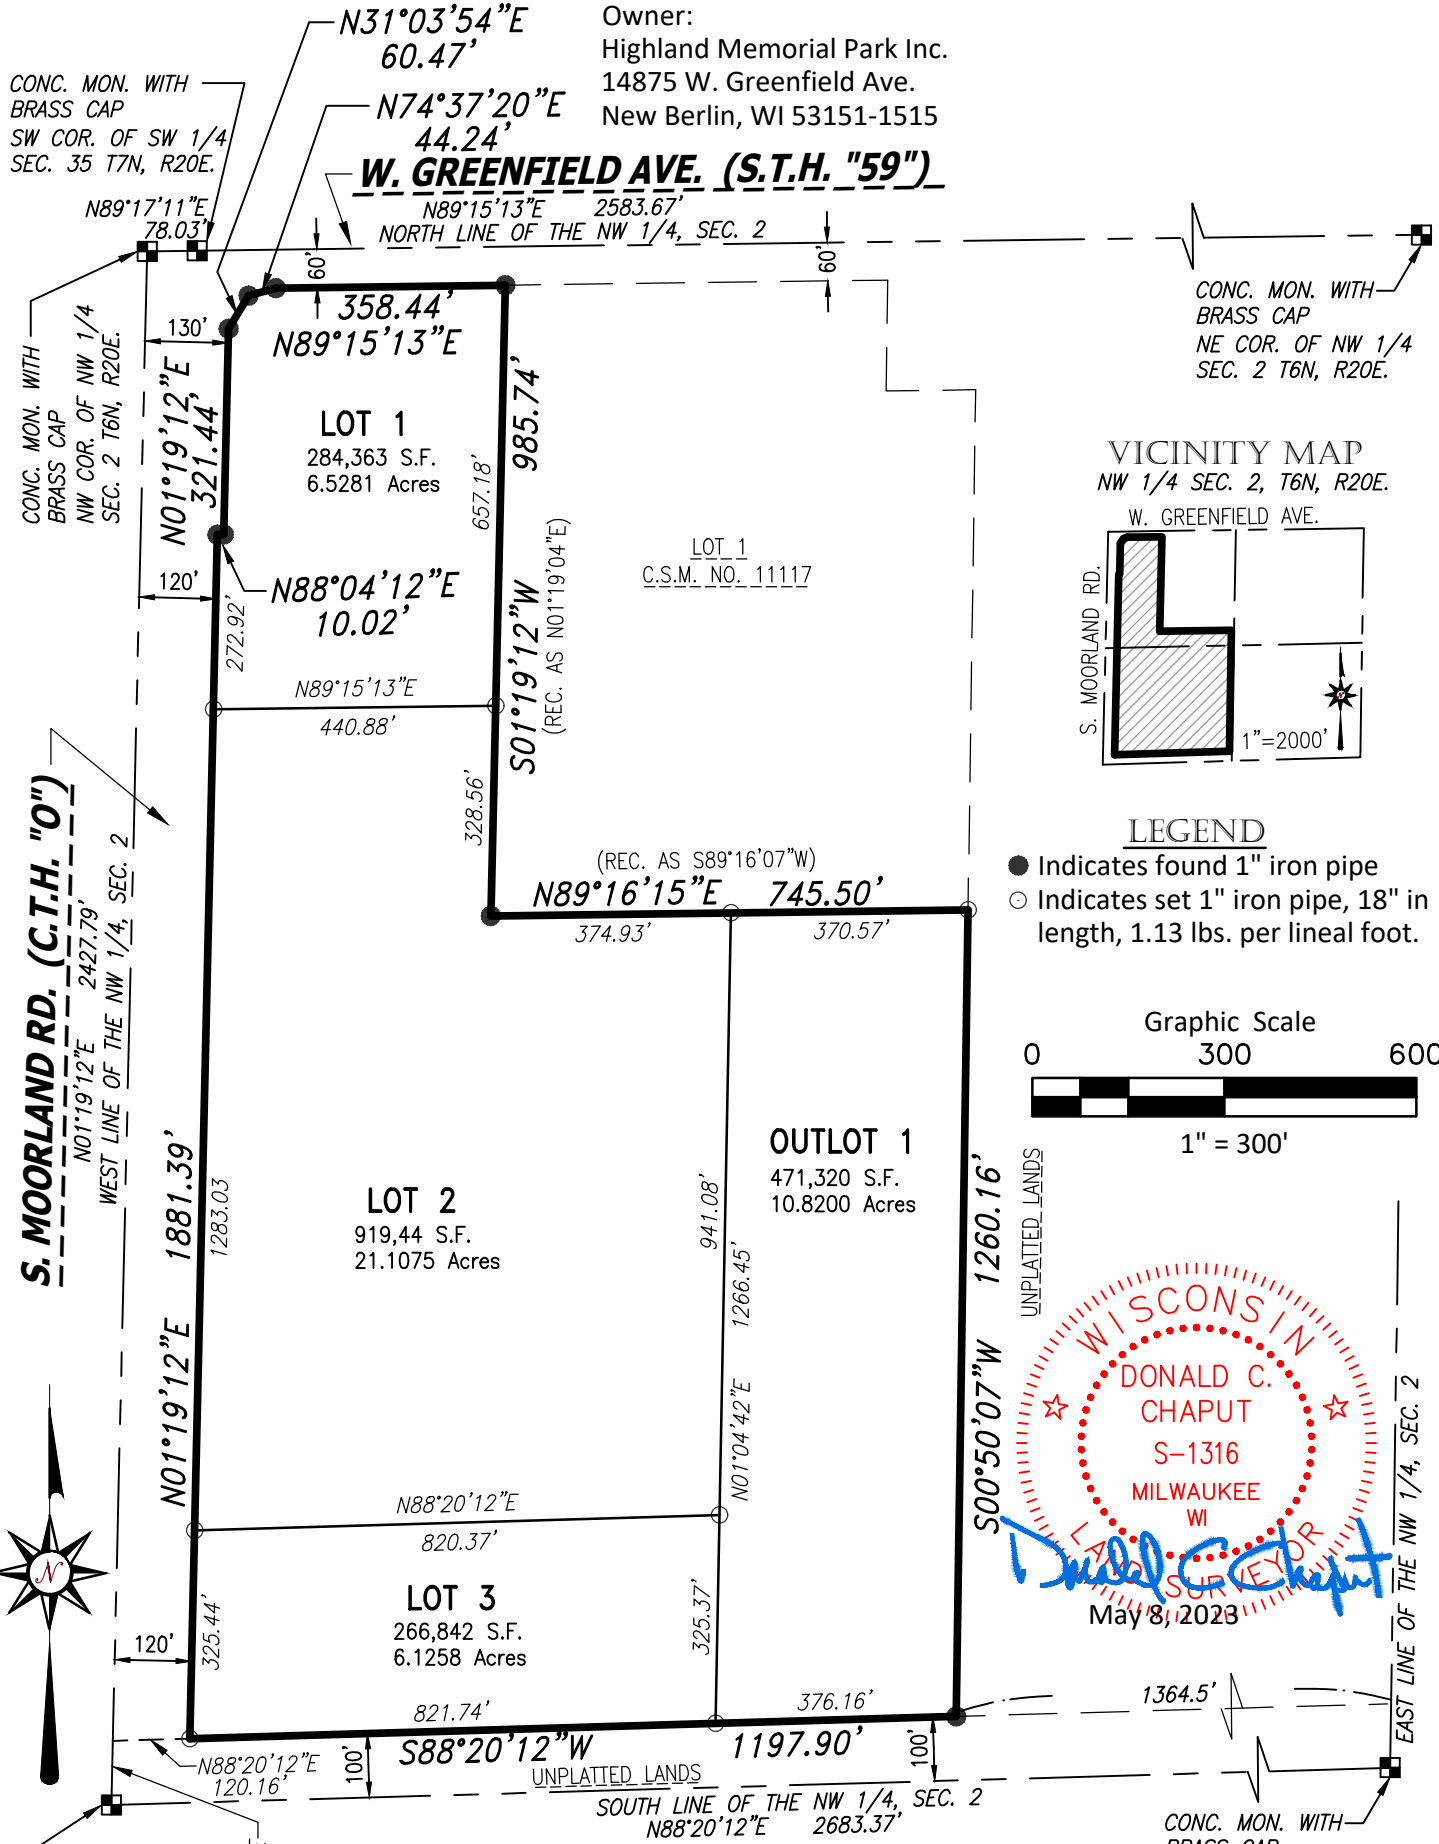 N31°03'54"E
60.47'
Owner:
Highland Memorial Park Inc.
14875 W. Greenfield Ave.
New Berlin, WI 53151-1515
CONC. MON. WITH
BRASS CAP
SW COR. OF SW 1/4
SEC. 35 T7N, R20E.
N74°37'20"E
44.24'
W. GREENFIELD AVE. (S.T.H. "59")
N89°17'11"E
78.03'
N89°15'13"E 2583.67'
NORTH LINE OF THE NW 1/4, SEC. 2
60'
60'
CONC. MON. WITH
BRASS CAP
NE COR. OF NW 1/4
SEC. 2 T6N, R20E.
CONC. MON. WITH
BRASS CAP
NW COR. OF NW 1/4
SEC. 2 T6N, R20E.
130'
358.44'
N89°15'13"E
N01°19'12"E
321.44'
LOT 1
284,363 S.F.
6.5281 Acres
985.74'
657.18'
S01°19'12"W
(REC. AS N01°19'04"E)
LOT 1
C.S.M. NO. 11117
VICINITY MAP
NW 1/4 SEC. 2, T6N, R20E.
W. GREENFIELD AVE.
S. MOORLAND RD.
N
1"=2000'
120'
N88°04'12"E
10.02'
272.92'
N89°15'13"E
440.88'
328.56'
LEGEND
Indicates found 1" iron pipe
Indicates set 1" iron pipe, 18" in
length, 1.13 lbs. per lineal foot.
(REC. AS S89°16'07"W)
N89°16'15"E 745.50'
374.93'
370.57'
S. MOORLAND RD. (C.T.H. "O")
N01°19'12"E 2427.79'
WEST LINE OF THE NW 1/4, SEC. 2
Graphic Scale
0 300 600
1" = 300'
N01°19'12"E 1881.39'
1283.03
LOT 2
919,44 S.F.
21.1075 Acres
941.08'
N01°04'42"E 1266.45'
OUTLOT 1
471,320 S.F.
10.8200 Acres
S00°50'07"W 1260.16'
UNPLATTED LANDS
WISCONSIN
DONALD C.
CHAPUT
S-1316
MILWAUKEE
WI
LAND SURVEYOR
Donald C Chaput
May 8, 2023
EAST LINE OF THE NW 1/4, SEC. 2
N
N88°20'12"E
820.37'
LOT 3
266,842 S.F.
6.1258 Acres
325.44'
325.37'
120'
821.74'
376.16'
1364.5'
S88°20'12"W 1197.90'
N88°20'12"E
120.16'
100'
100'
UNPLATTED LANDS
SOUTH LINE OF THE NW 1/4, SEC. 2
N88°20'12"E 2683.37'
CONC. MON. WITH
BRASS CAP